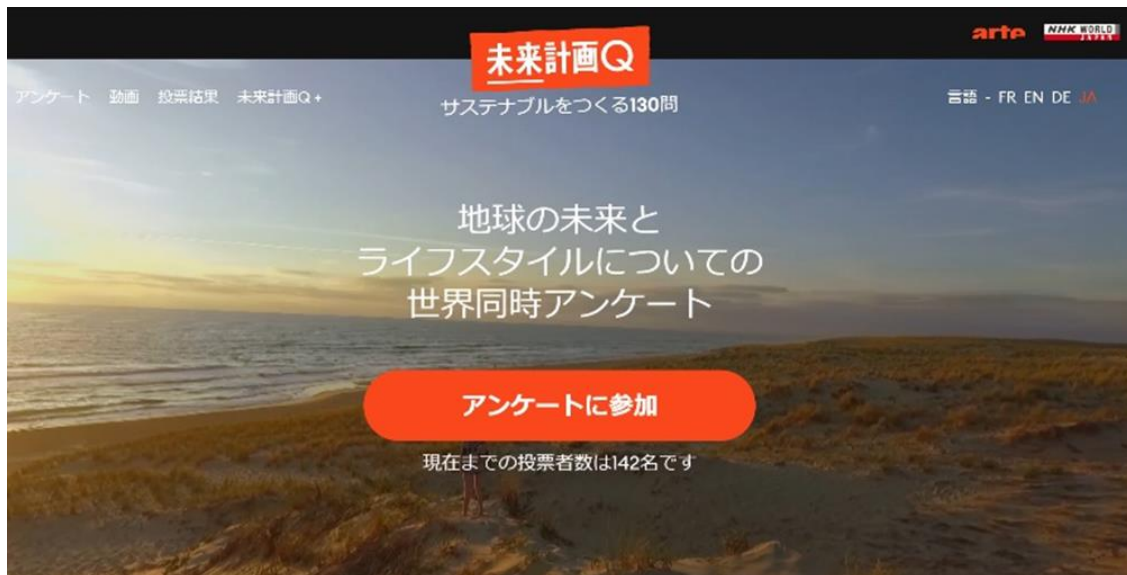 arte NHK WORLD JAPAN
未来計画Q
サステナブルをつくる130問
アンケート 動画 投票結果 未来計画Q+
言語 - FR EN DE JA
地球の未来と
ライフスタイルについての
世界同時アンケート
アンケートに参加
現在までの投票者数は142名です